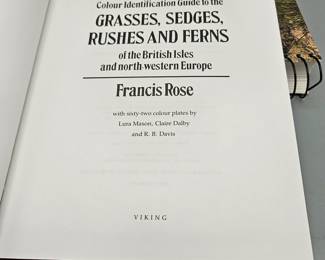 Colour Identification Guide to the
GRASSES, SEDGES,
RUSHES AND FERNS
of the British Isles
and north-western Europe
Francis Rose
with sixty-two colour plates by
Lura Mason, Claire Dalby
and R. B. Davis
VIKING